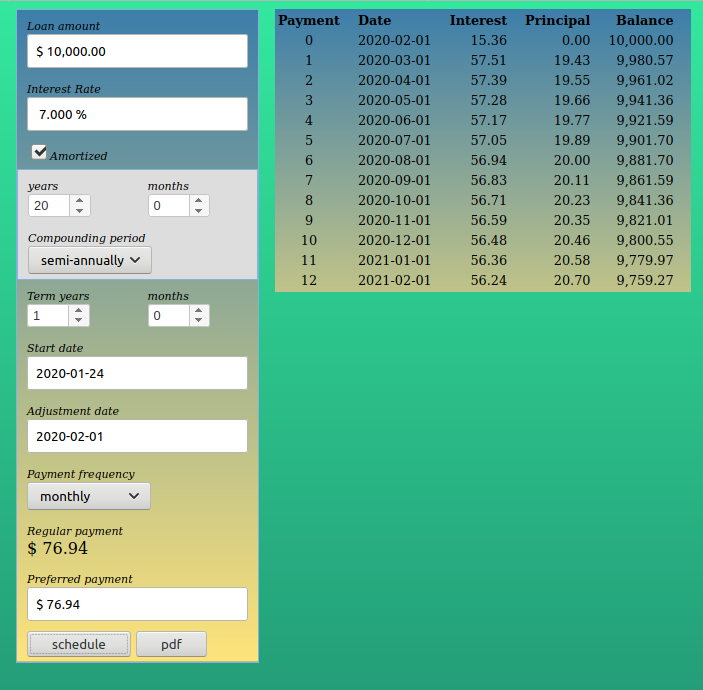 Loan amount
$ 10,000.00
Interest Rate
7.000 %
Amortized
years months
20 0
Compounding period
semi-annually
Term years months
1 0
Start date
2020-01-24
Adjustment date
2020-02-01
Payment frequency
monthly
Regular payment
$ 76.94
Preferred payment
$ 76.94
schedule pdf
Payment Date Interest Principal Balance
0 2020-02-01 15.36 0.00 10,000.00
1 2020-03-01 57.51 19.43 9,980.57
2 2020-04-01 57.39 19.55 9,961.02
3 2020-05-01 57.28 19.66 9,941.36
4 2020-06-01 57.17 19.77 9,921.59
5 2020-07-01 57.05 19.89 9,901.70
6 2020-08-01 56.94 20.00 9,881.70
7 2020-09-01 56.83 20.11 9,861.59
8 2020-10-01 56.71 20.23 9,841.36
9 2020-11-01 56.59 20.35 9,821.01
10 2020-12-01 56.48 20.46 9,800.55
11 2021-01-01 56.36 20.58 9,779.97
12 2021-02-01 56.24 20.70 9,759.27